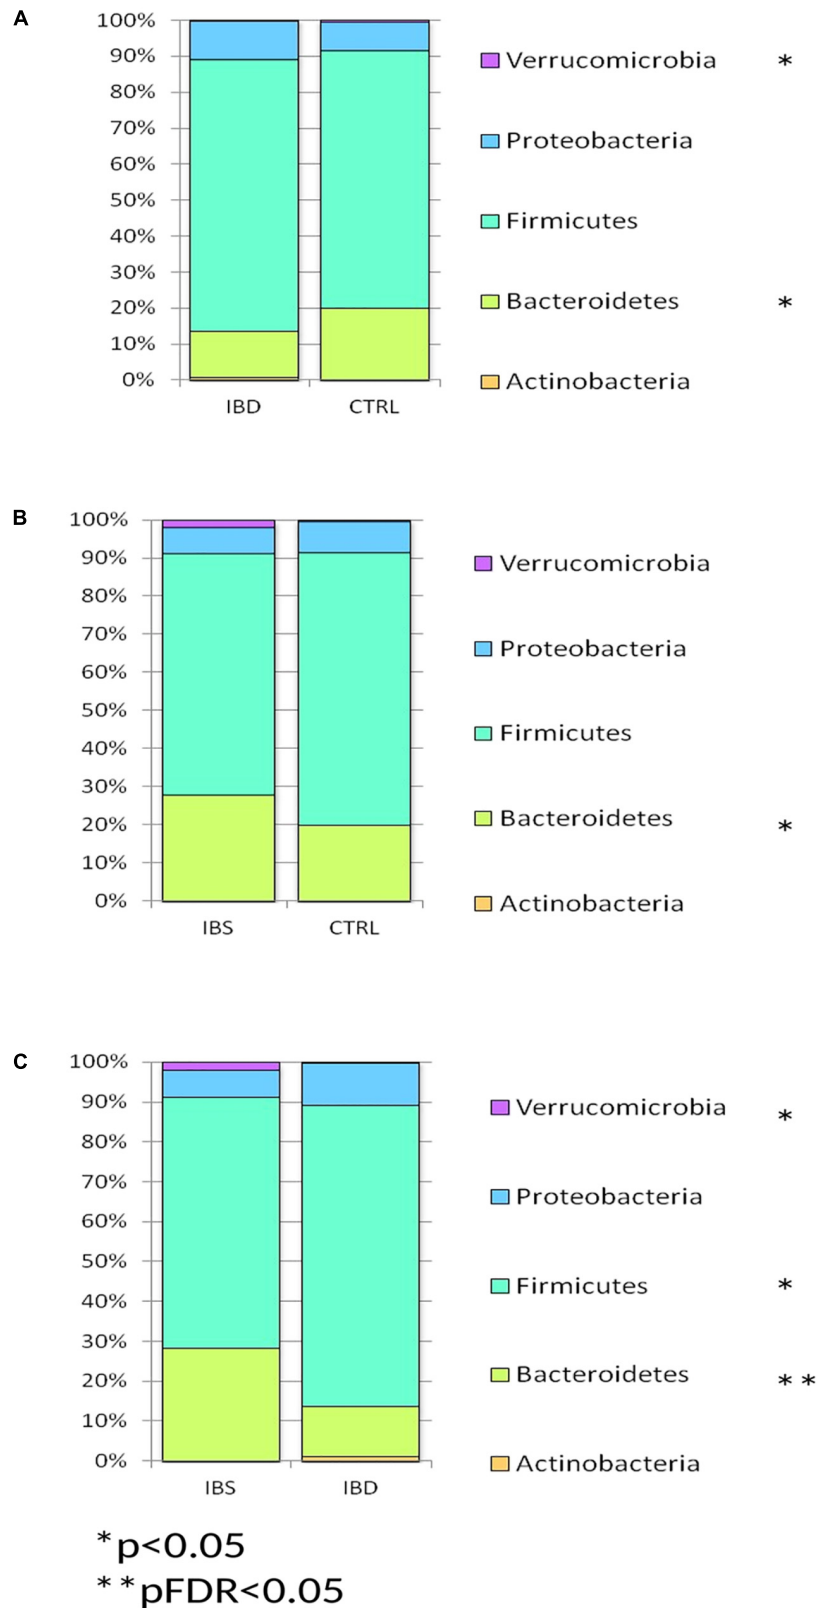 A
100%
90%
80%
70%
60%
50%
40%
30%
20%
10%
0%
IBD CTRL
Verrucomicrobia *
Proteobacteria
Firmicutes
Bacteroidetes *
Actinobacteria
B
100%
90%
80%
70%
60%
50%
40%
30%
20%
10%
0%
IBS CTRL
Verrucomicrobia
Proteobacteria
Firmicutes
Bacteroidetes *
Actinobacteria
C
100%
90%
80%
70%
60%
50%
40%
30%
20%
10%
0%
IBS IBD
Verrucomicrobia *
Proteobacteria
Firmicutes *
Bacteroidetes **
Actinobacteria
*p<0.05
**pFDR<0.05